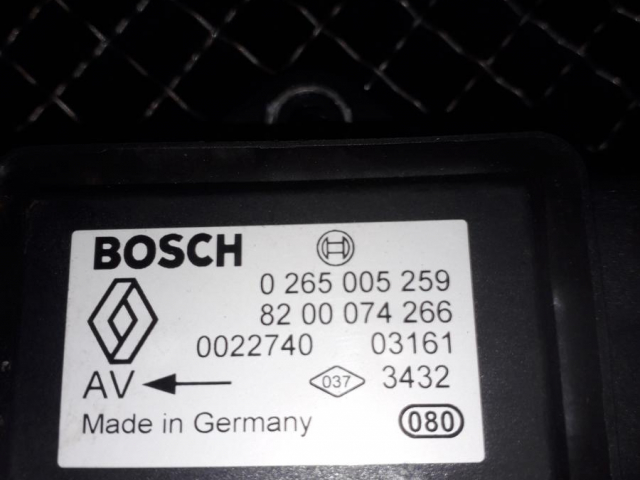 BOSCH
0 265 005 259
82 00 074 266
0022740 03161
AV 037 3432
Made in Germany 080